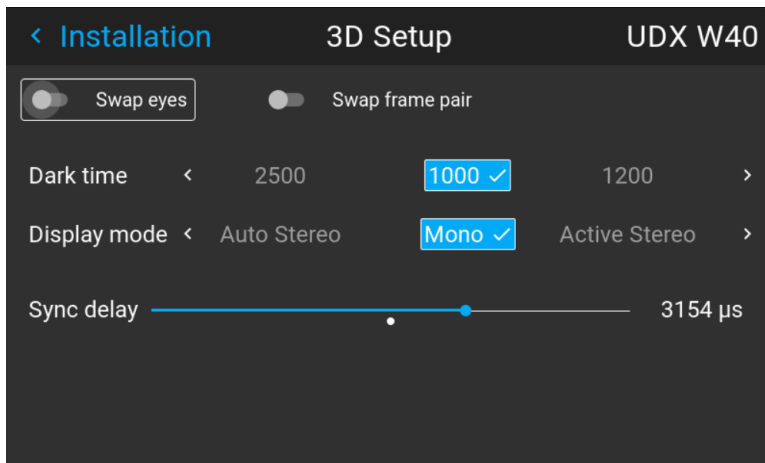 Installation 3D Setup UDX W40
Swap eyes Swap frame pair
Dark time 2500 1000 1200
Display mode Auto Stereo Mono Active Stereo
Sync delay 3154 µs